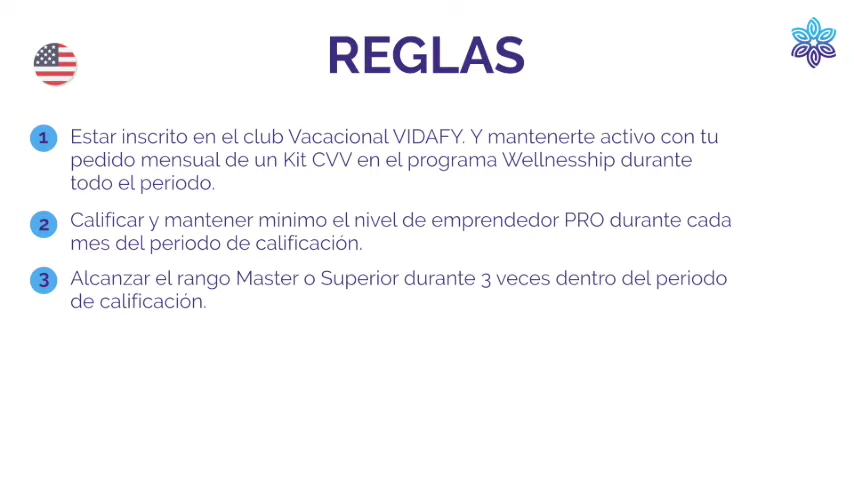 REGLAS
1 Estar inscrito en el club Vacacional VIDAFY. Y mantenerte activo con tu
pedido mensual de un Kit CVV en el programa Wellnesship durante
todo el periodo.
2 Calificar y mantener minimo el nivel de emprendedor PRO durante cada
mes del periodo de calificación.
3 Alcanzar el rango Master o Superior durante 3 veces dentro del periodo
de calificación.